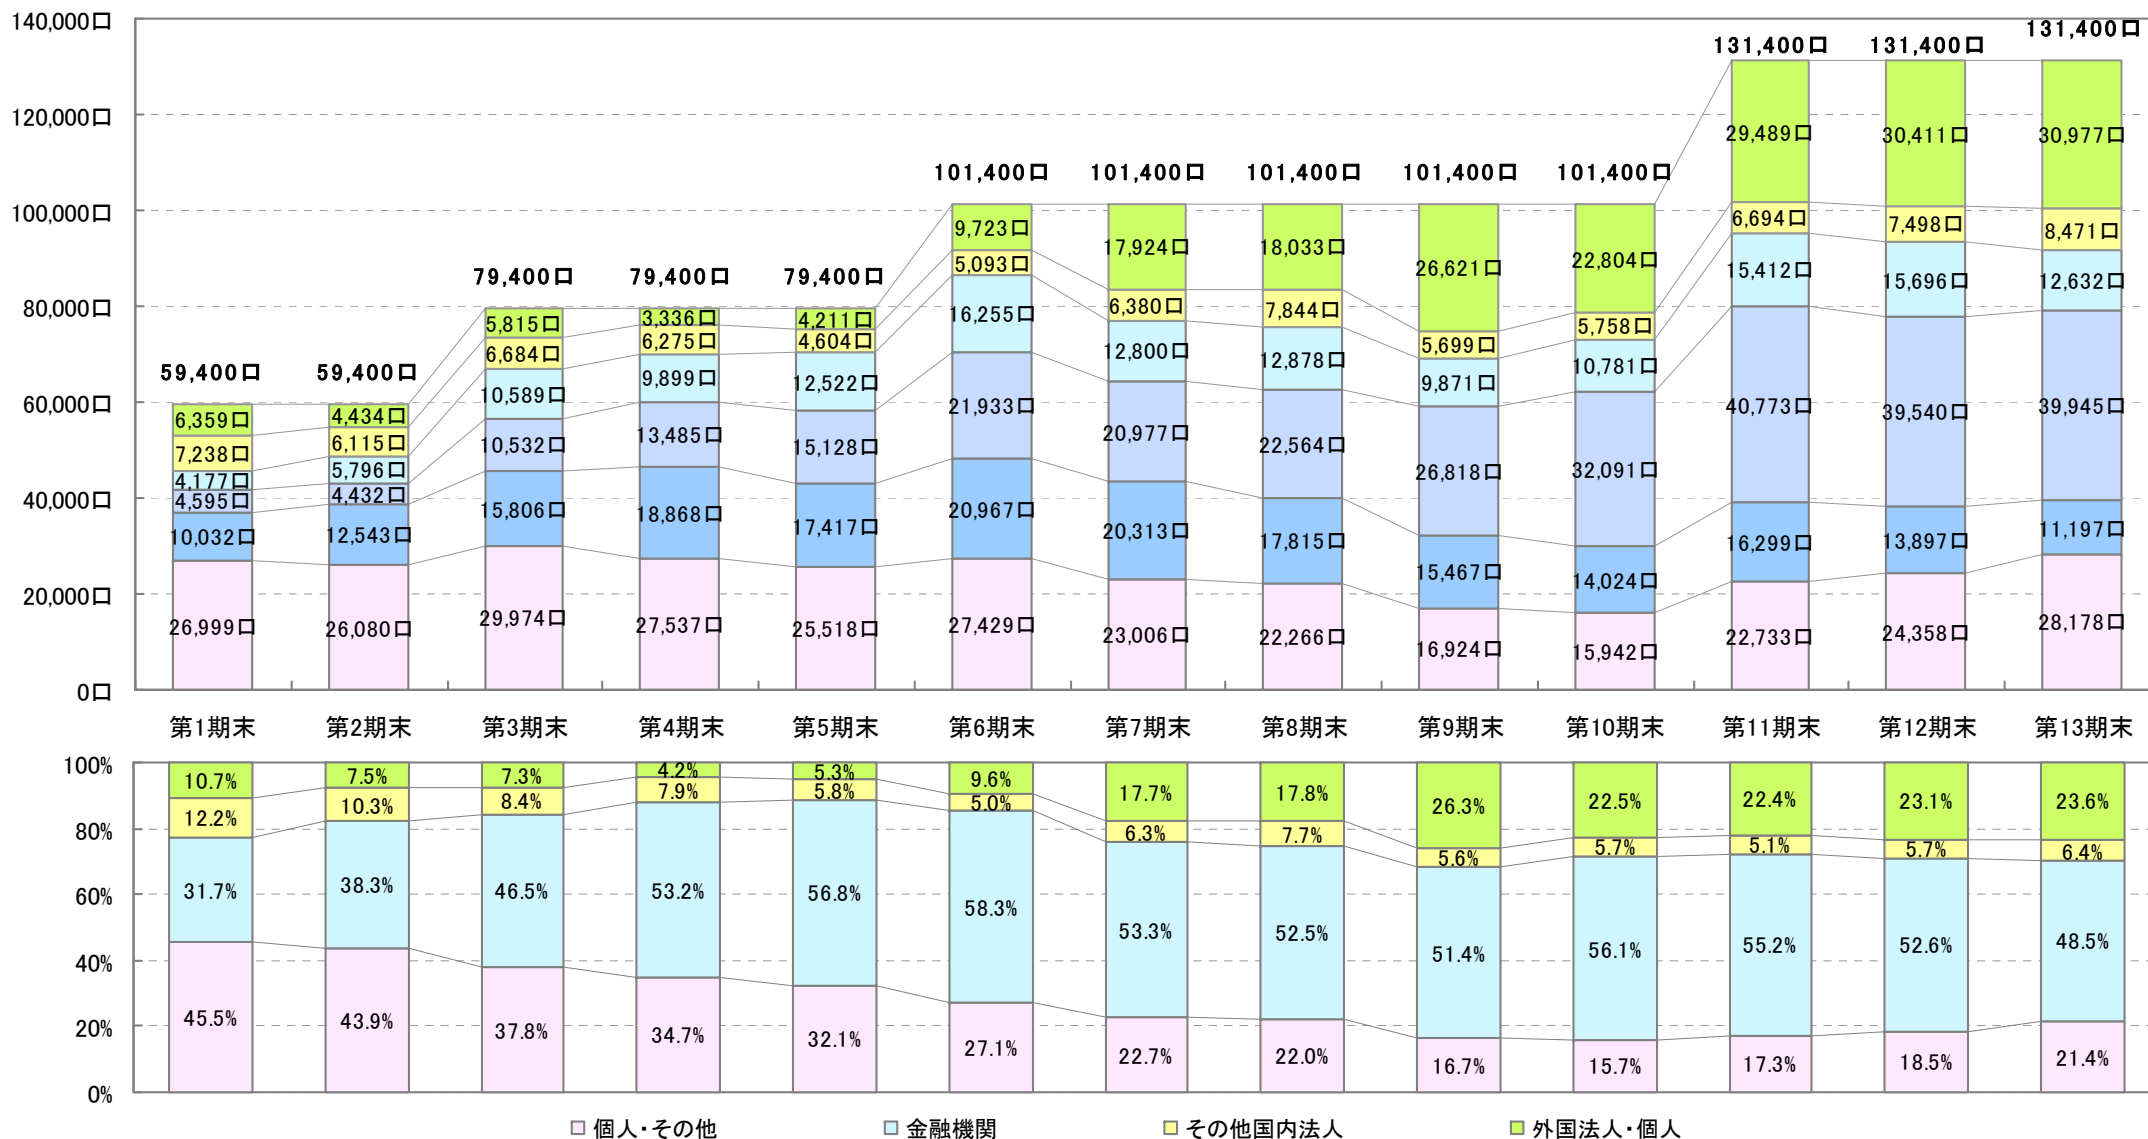 140,000口
120,000口
100,000口
80,000口
60,000口
40,000口
20,000口
0口
59,400口
6,359口
7,238口
4,177口
4,595口
10,032口
26,999口
59,400口
4,434口
6,115口
5,796口
4,432口
12,543口
26,080口
79,400口
5,815口
6,684口
10,589口
10,532口
15,806口
29,974口
79,400口
3,336口
6,275口
9,899口
13,485口
18,868口
27,537口
79,400口
4,211口
4,604口
12,522口
15,128口
17,417口
25,518口
101,400口
9,723口
5,093口
16,255口
21,933口
20,967口
27,429口
101,400口
17,924口
6,380口
12,800口
20,977口
20,313口
23,006口
101,400口
18,033口
7,844口
12,878口
22,564口
17,815口
22,266口
101,400口
26,621口
5,699口
9,871口
26,818口
15,467口
16,924口
101,400口
22,804口
5,758口
10,781口
32,091口
14,024口
15,942口
131,400口
29,489口
6,694口
15,412口
40,773口
16,299口
22,733口
131,400口
30,411口
7,498口
15,696口
39,540口
13,897口
24,358口
131,400口
30,977口
8,471口
12,632口
39,945口
11,197口
28,178口
第1期末 第2期末 第3期末 第4期末 第5期末 第6期末 第7期末 第8期末 第9期末 第10期末 第11期末 第12期末 第13期末
100%
80%
60%
40%
20%
0%
10.7%
12.2%
31.7%
45.5%
7.5%
10.3%
38.3%
43.9%
7.3%
8.4%
46.5%
37.8%
4.2%
7.9%
53.2%
34.7%
5.3%
5.8%
56.8%
32.1%
9.6%
5.0%
58.3%
27.1%
17.7%
6.3%
53.3%
22.7%
17.8%
7.7%
52.5%
22.0%
26.3%
5.6%
51.4%
16.7%
22.5%
5.7%
56.1%
15.7%
22.4%
5.1%
55.2%
17.3%
23.1%
5.7%
52.6%
18.5%
23.6%
6.4%
48.5%
21.4%
個人・その他 金融機関 その他国内法人 外国法人・個人